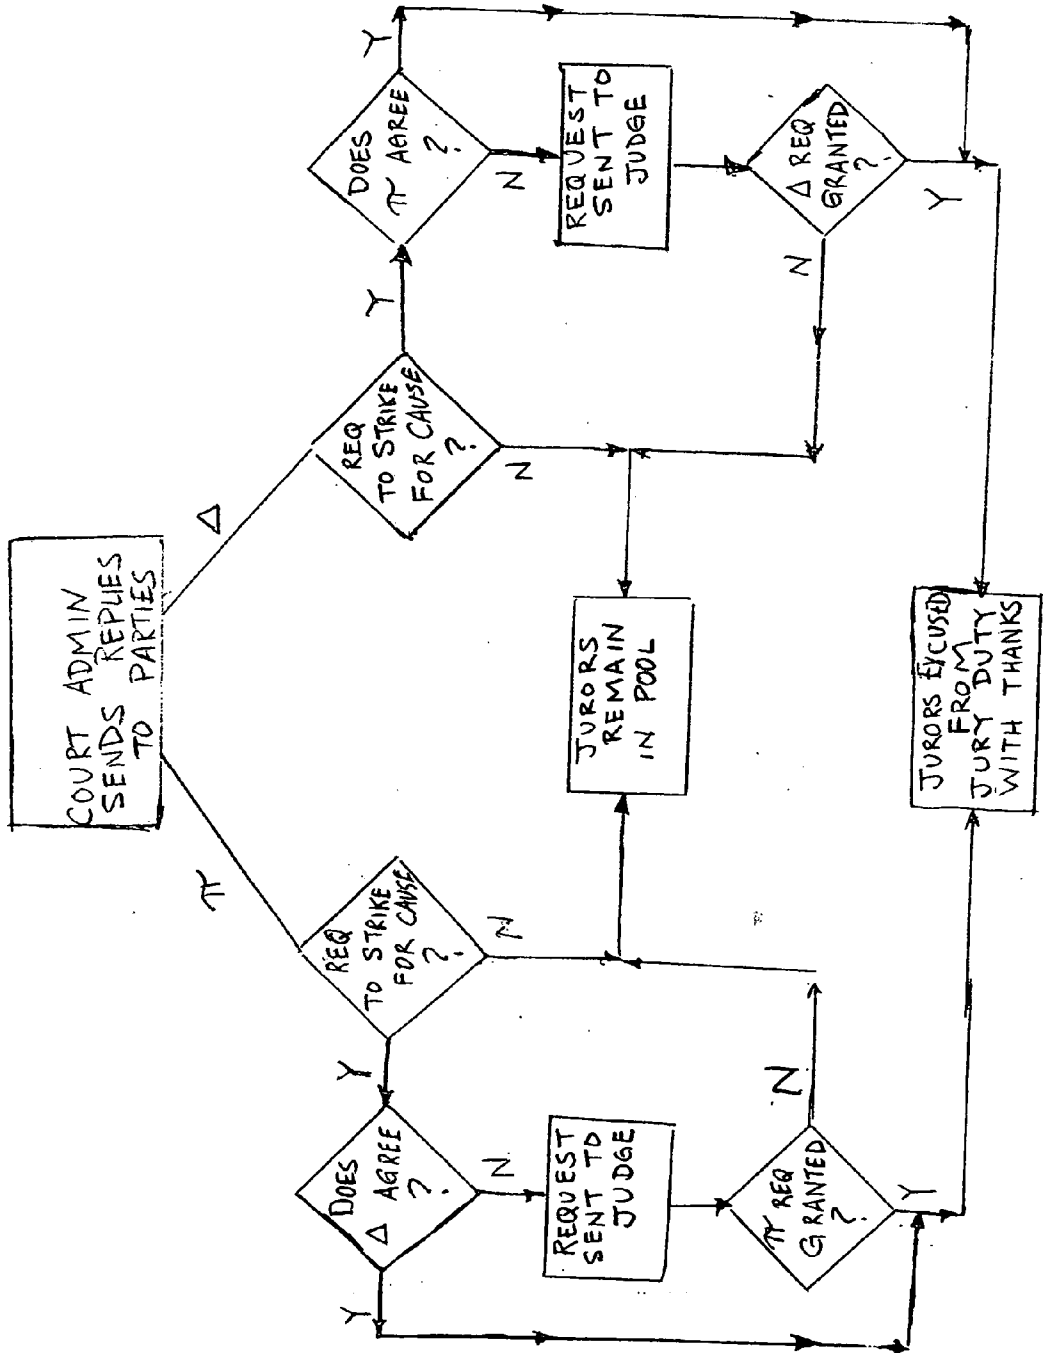 COURT ADMIN
SENDS REPLIES
TO PARTIES
π
Δ
REQ
TO STRIKE
FOR CAUSE
?
REQ
TO STRIKE
FOR CAUSE
?
Y
N
N
Y
DOES
Δ AGREE
?
DOES
π AGREE
?
Y
N
N
Y
REQUEST
SENT TO
JUDGE
JURORS
REMAIN
IN POOL
REQUEST
SENT TO
JUDGE
π REQ
GRANTED
?
N
N
Δ REQ
GRANTED
?
Y
Y
JURORS EXCUSED
FROM
JURY DUTY
WITH THANKS